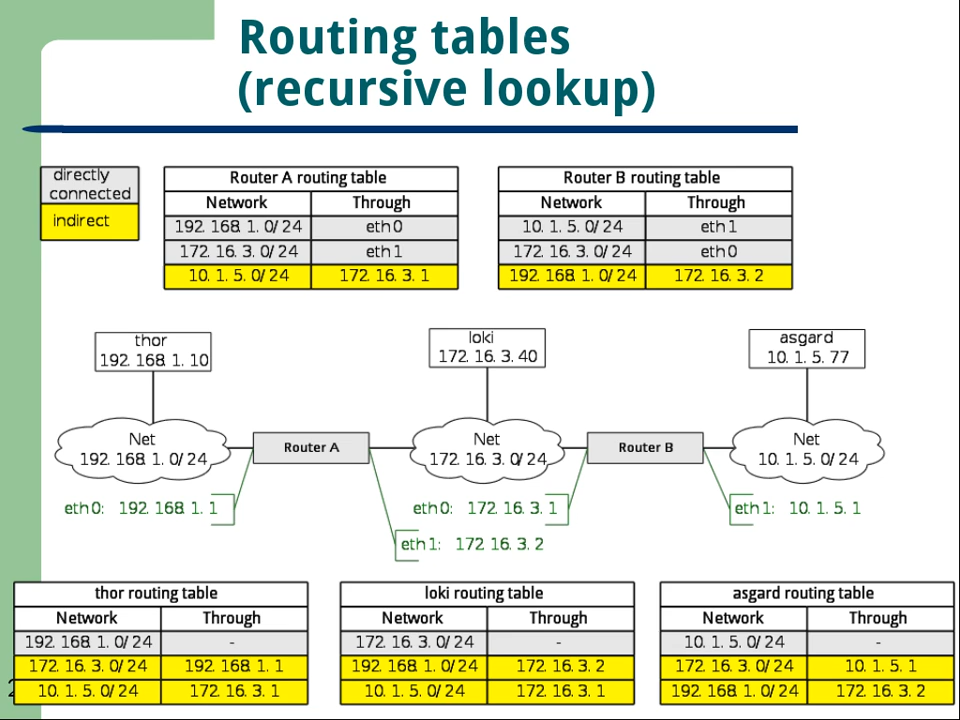 Routing tables
(recursive lookup)
directly
connected
indirect
Router A routing table
Network Through
192.168.1.0/24 eth0
172.16.3.0/24 eth1
10.1.5.0/24 172.16.3.1
Router B routing table
Network Through
10.1.5.0/24 eth1
172.16.3.0/24 eth0
192.168.1.0/24 172.16.3.2
thor
192.168.1.10
loki
172.16.3.40
asgard
10.1.5.77
Net
192.168.1.0/24
Router A
Net
172.16.3.0/24
Router B
Net
10.1.5.0/24
eth0: 192.168.1.1
eth0: 172.16.3.1
eth1: 10.1.5.1
eth1: 172.16.3.2
thor routing table
Network Through
192.168.1.0/24 -
172.16.3.0/24 192.168.1.1
10.1.5.0/24 172.16.3.1
loki routing table
Network Through
172.16.3.0/24 -
192.168.1.0/24 172.16.3.2
10.1.5.0/24 172.16.3.1
asgard routing table
Network Through
10.1.5.0/24 -
172.16.3.0/24 10.1.5.1
192.168.1.0/24 172.16.3.2